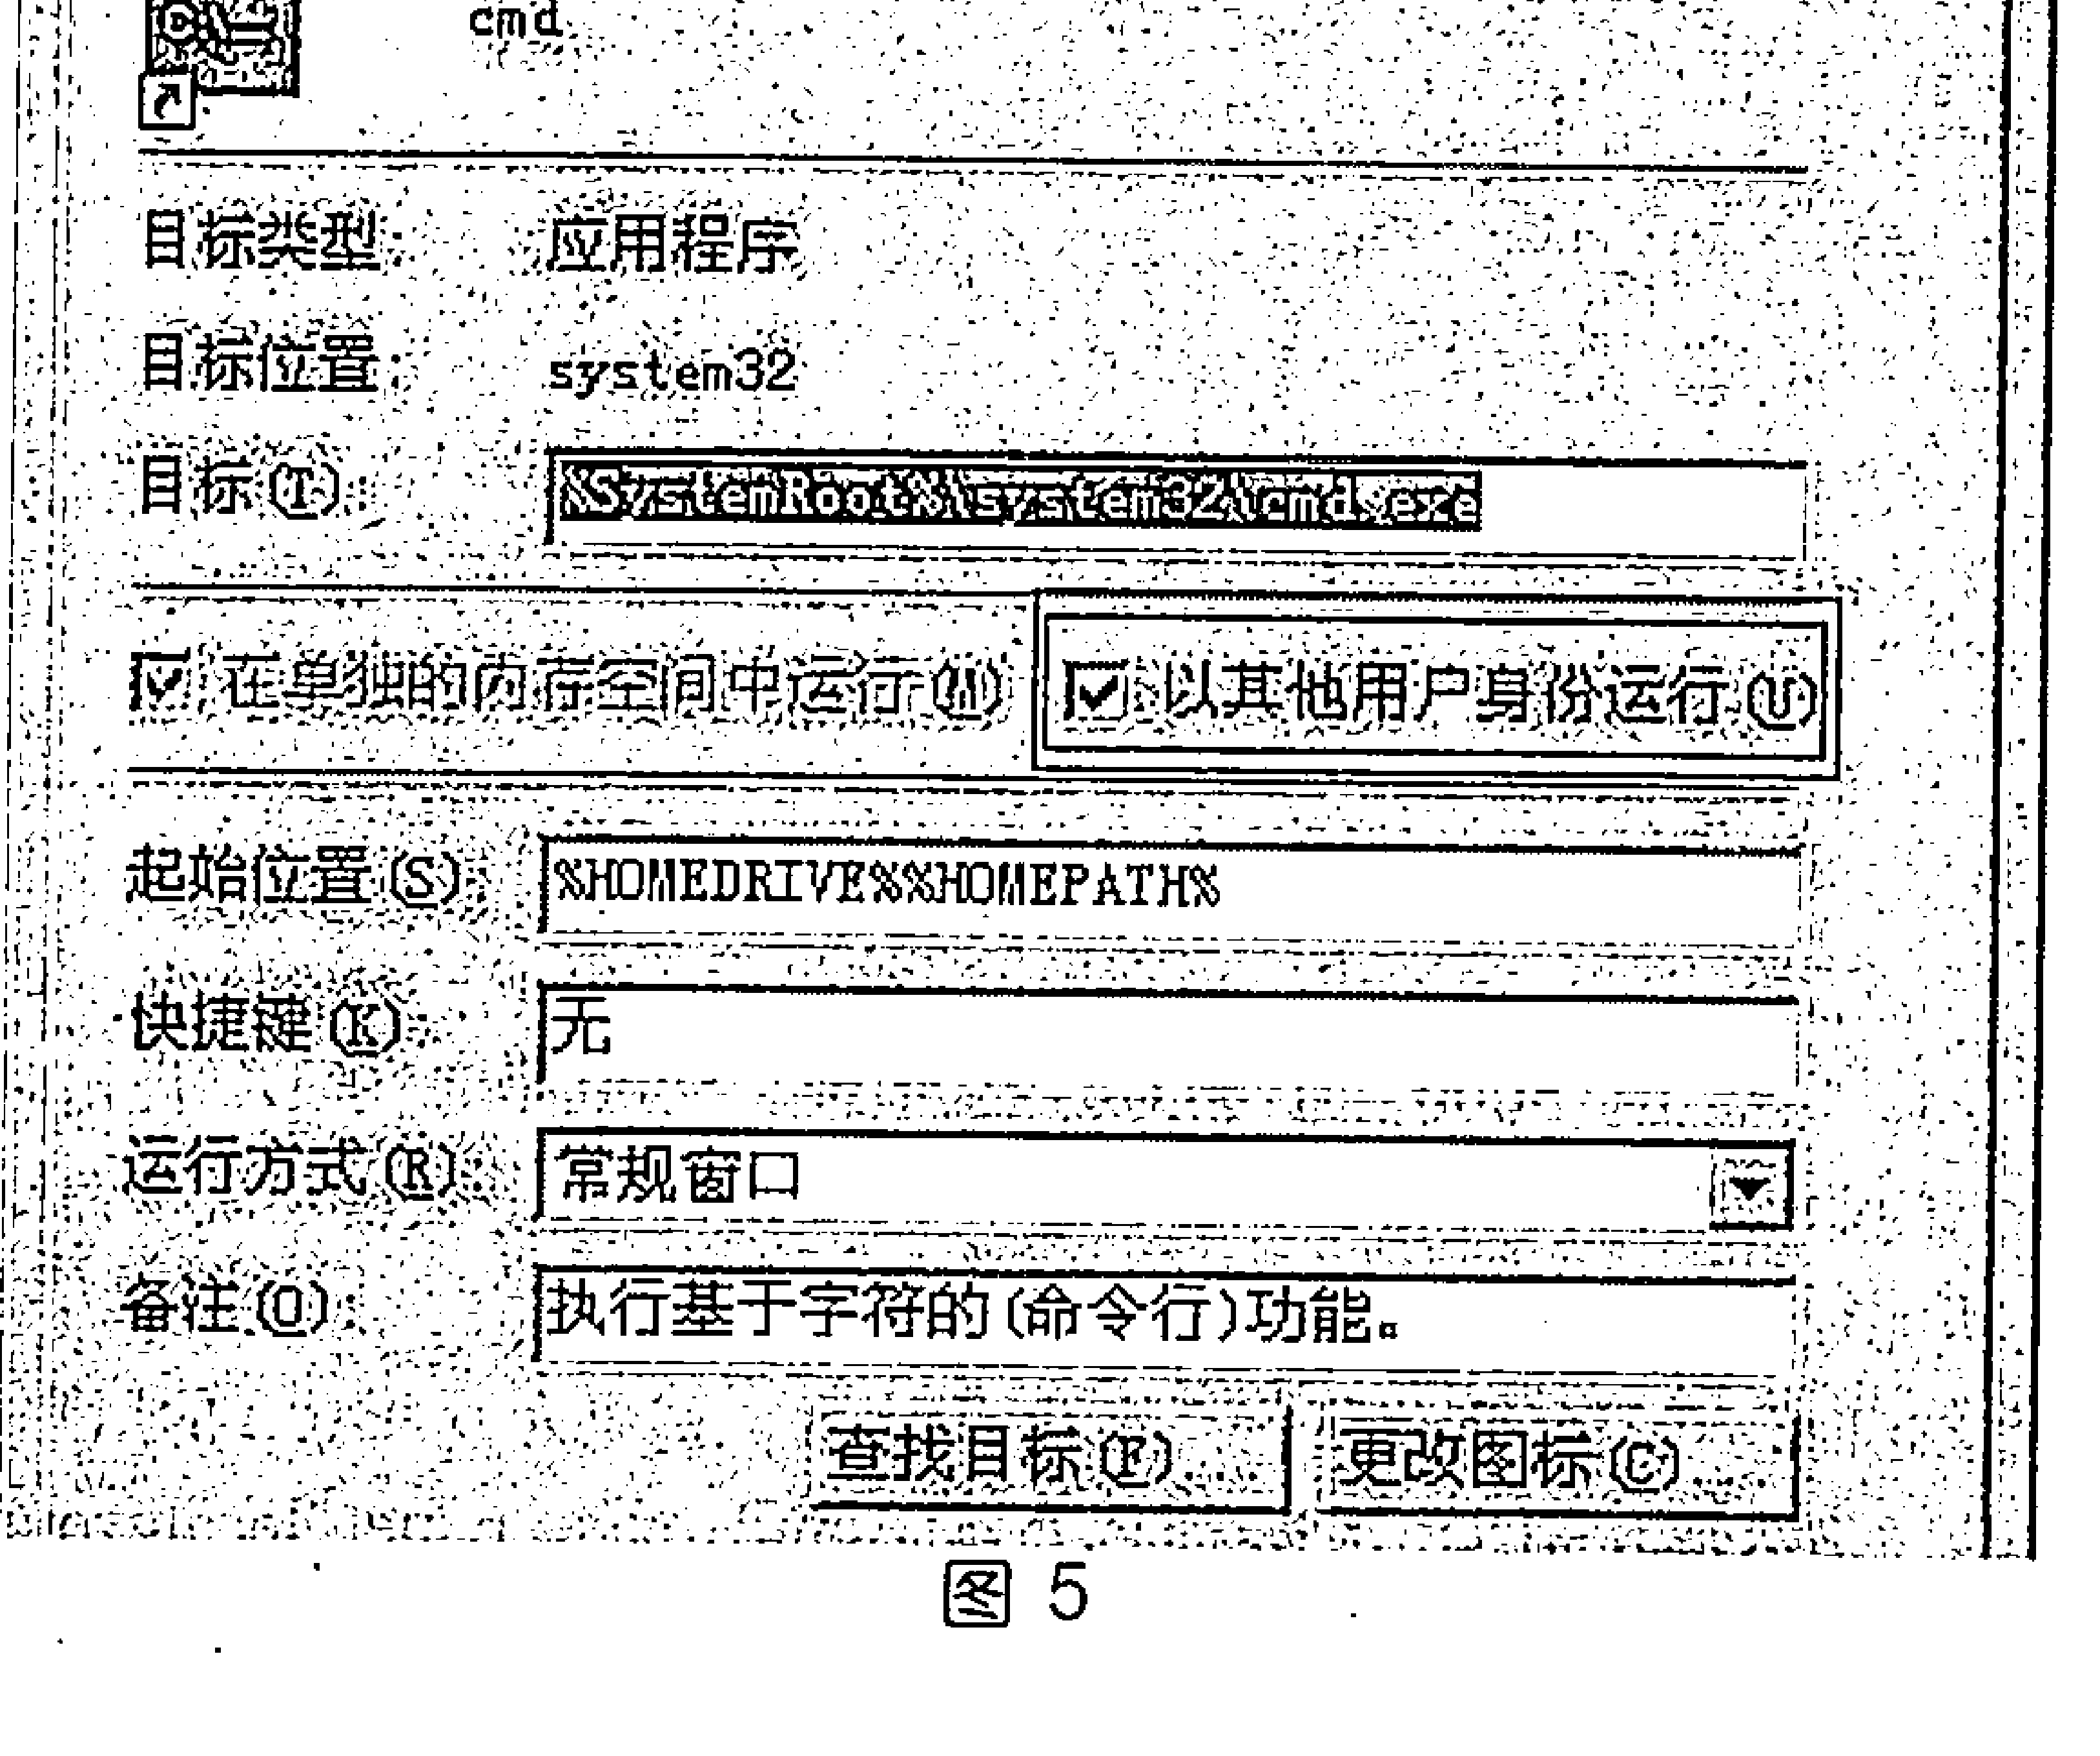 cmd
目标类型: 应用程序
目标位置: system32
目标(T): %SystemRoot%\system32\cmd.exe
在单独的内存空间中运行(M) 以其他用户身份运行(U)
起始位置(S): %HOMEDRIVE%%HOMEPATH%
快捷键(K): 无
运行方式(R): 常规窗口
备注(O): 执行基于字符的(命令行)功能。
查找目标(F)... 更改图标(C)...
图 5